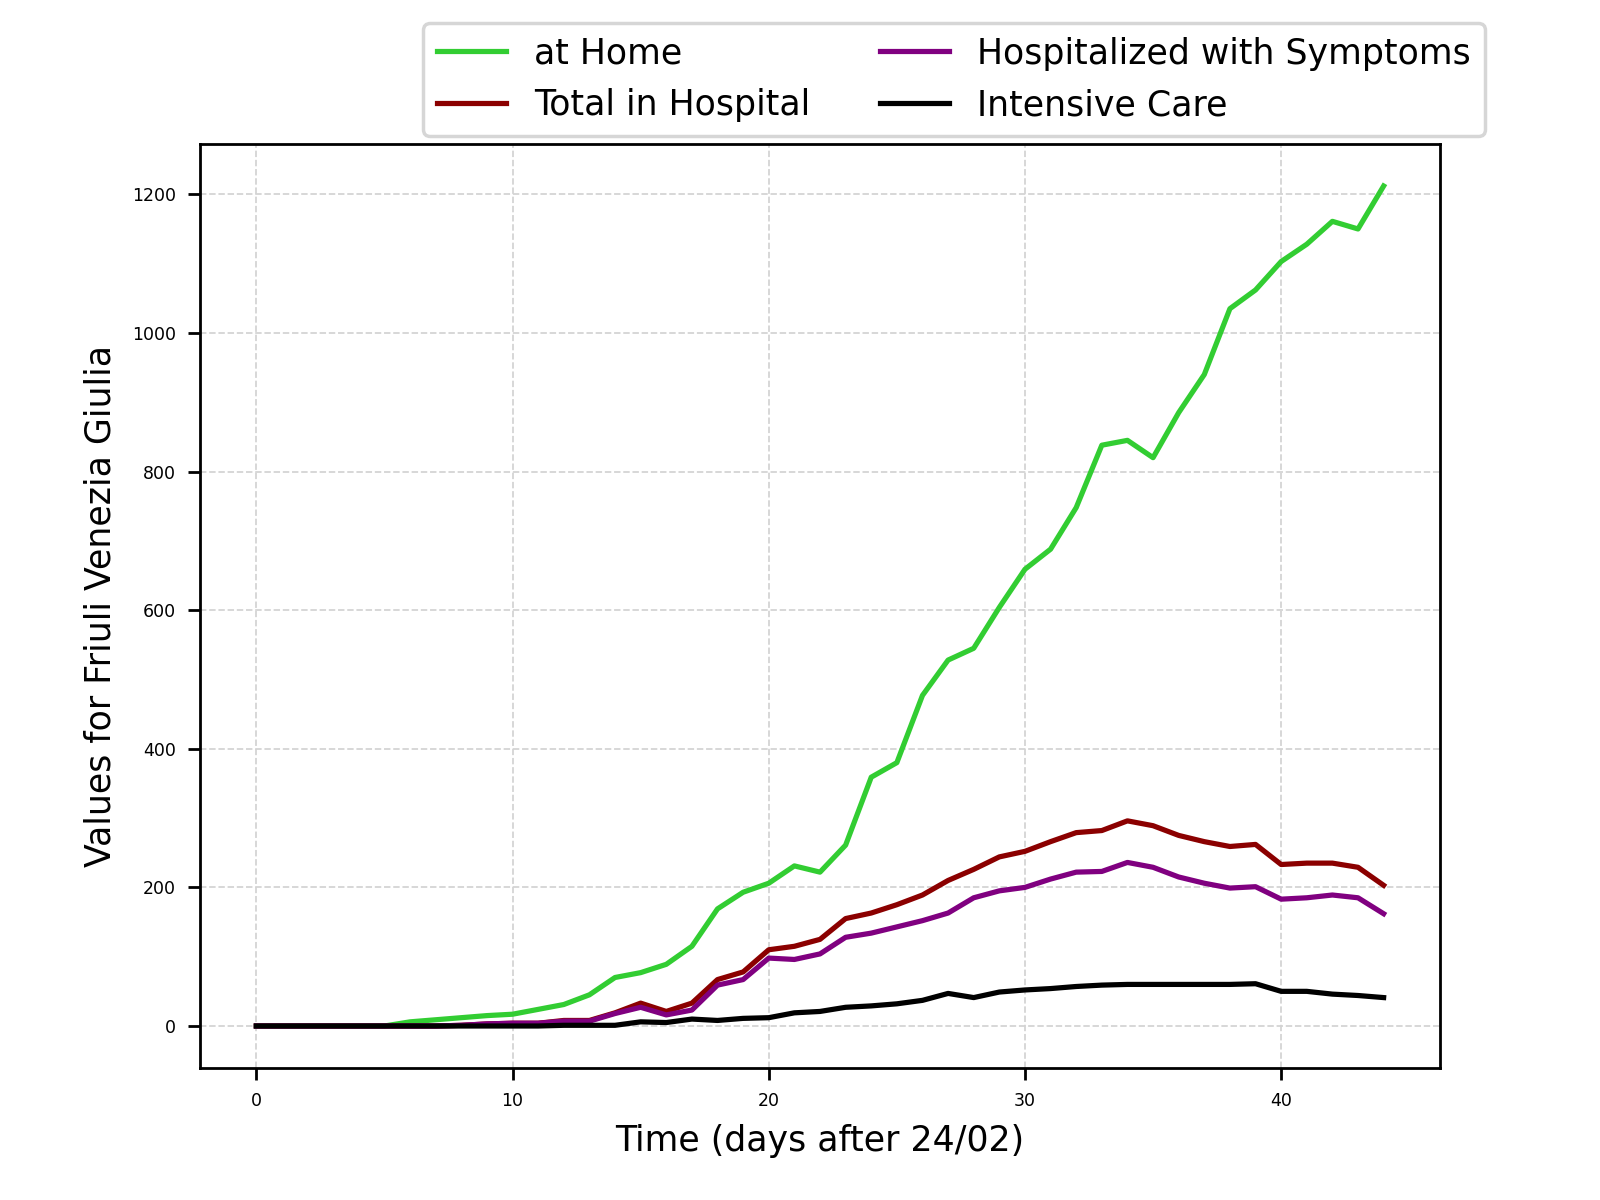 at Home
Total in Hospital
Hospitalized with Symptoms
Intensive Care
Values for Friuli Venezia Giulia
1200
1000
800
600
400
200
0
0 10 20 30 40
Time (days after 24/02)